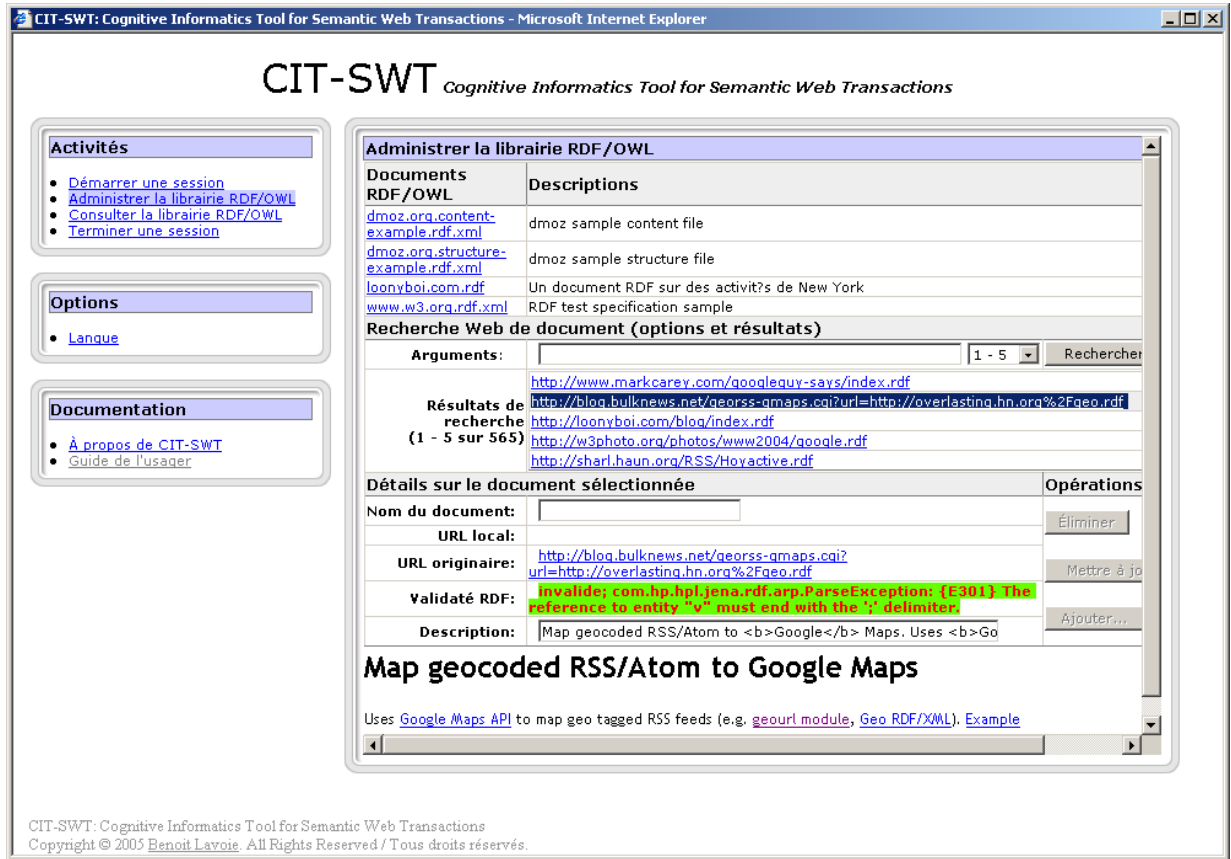 CIT-SWT: Cognitive Informatics Tool for Semantic Web Transactions - Microsoft Internet Explorer
CIT-SWT Cognitive Informatics Tool for Semantic Web Transactions
Activités
Démarrer une session
Administrer la librairie RDF/OWL
Consulter la librairie RDF/OWL
Terminer une session
Options
Langue
Documentation
À propos de CIT-SWT
Guide de l'usager
Administrer la librairie RDF/OWL
Documents
RDF/OWL
Descriptions
dmoz.org.content-
example.rdf.xml
dmoz sample content file
dmoz.org.structure-
example.rdf.xml
dmoz sample structure file
loonyboi.com.rdf
Un document RDF sur des activit?s de New York
www.w3.org.rdf.xml
RDF test specification sample
Recherche Web de document (options et résultats)
Arguments:
1 - 5
Rechercher
Résultats de
recherche
(1 - 5 sur 565)
http://www.markcarey.com/googleguy-says/index.rdf
http://blog.bulknews.net/georss-gmaps.cgi?url=http://overlasting.hn.org%2Fgeo.rdf
http://loonyboi.com/blog/index.rdf
http://w3photo.org/photos/www2004/google.rdf
http://sharl.haun.org/RSS/Hoyactive.rdf
Détails sur le document sélectionnée
Opérations
Nom du document:
Éliminer
URL local:
URL originaire:
http://blog.bulknews.net/georss-gmaps.cgi?
url=http://overlasting.hn.org%2Fgeo.rdf
Mettre à jo
Validaté RDF:
invalide; com.hp.hpl.jena.rdf.arp.ParseException: {E301} The
reference to entity "v" must end with the ';' delimiter.
Ajouter...
Description:
Map geocoded RSS/Atom to <b>Google</b> Maps. Uses <b>Go
Map geocoded RSS/Atom to Google Maps
Uses Google Maps API to map geo tagged RSS feeds (e.g. geourl module, Geo RDF/XML). Example
CIT-SWT: Cognitive Informatics Tool for Semantic Web Transactions
Copyright © 2005 Benoit Lavoie. All Rights Reserved / Tous droits réservés.